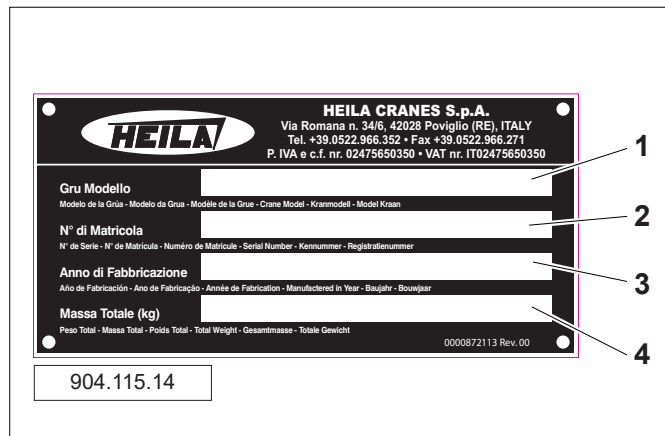 HEILA
HEILA CRANES S.p.A.
Via Romana n. 34/6, 42028 Poviglio (RE), ITALY
Tel. +39.0522.966.352 • Fax +39.0522.966.271
P. IVA e c.f. nr. 02475650350 • VAT nr. IT02475650350
Gru Modello
Modelo de la Grúa - Modelo da Grua - Modèle de la Grue - Crane Model - Kranmodell - Model Kraan
1
N° di Matricola
N° de Serie - N° de Matrícula - Numéro de Matricule - Serial Number - Kennummer - Registratienummer
2
Anno di Fabbricazione
Año de Fabricación - Ano de Fabricação - Année de Fabrication - Manufactered in Year - Baujahr - Bouwjaar
3
Massa Totale (kg)
Peso Total - Massa Total - Poids Total - Total Weight - Gesamtmasse - Totale Gewicht
4
0000872113 Rev. 00
904.115.14